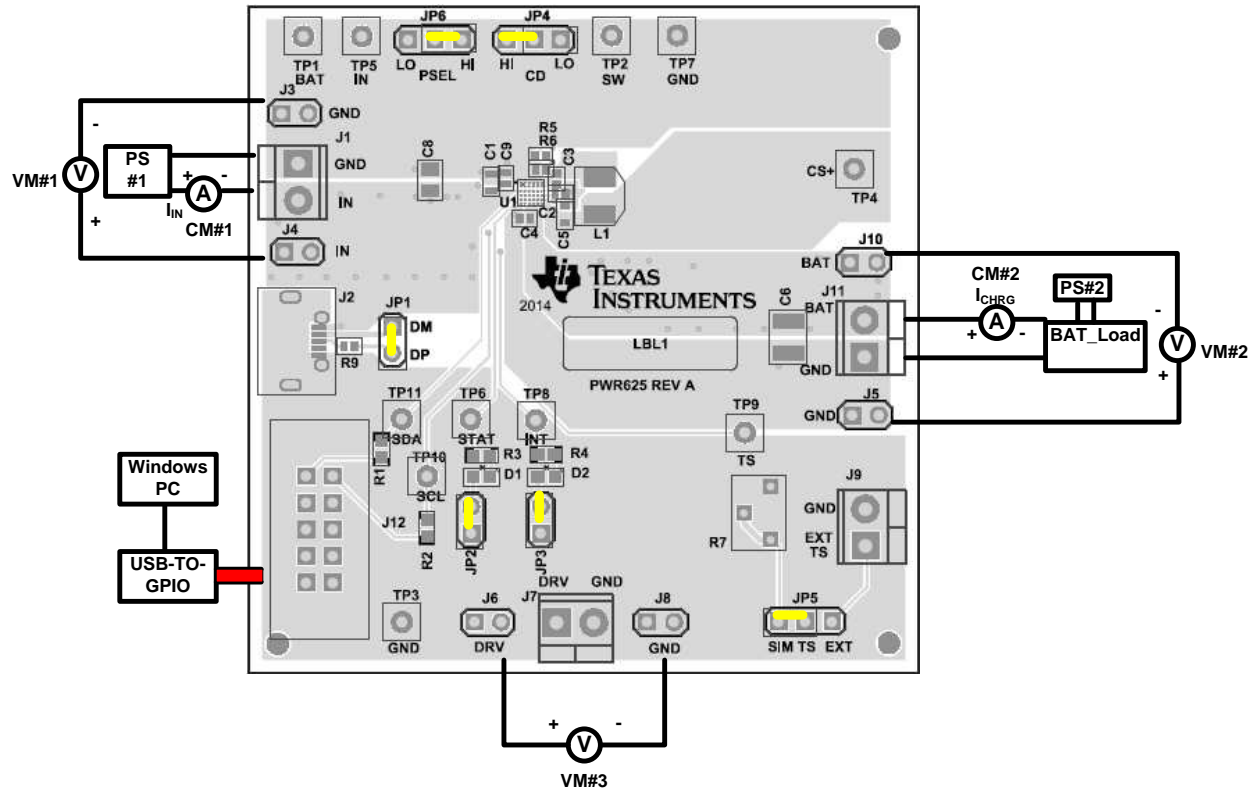 JP6
JP4
LO
HI
PSEL
HI
LO
CD
TP1
BAT
TP5
IN
TP2
SW
TP7
GND
J3
GND
-
VM#1
V
+
PS
#1
+
-
A
I_IN
CM#1
J1
GND
IN
J4
IN
C8
C1
C9
R5
R6
C3
U1
C2
C4
C5
L1
CS+
TP4
TEXAS
INSTRUMENTS
2014
LBL1
PWR625 REV A
C6
J10
BAT
J11
BAT
GND
J5
GND
CM#2
I_CHRG
+
A
-
PS#2
BAT_Load
-
V
VM#2
+
J2
R9
JP1
DM
DP
TP11
SDA
TP6
STAT
TP8
INT
TP9
TS
R1
TP10
SCL
R3
D1
R4
D2
J12
R2
JP2
JP3
R7
J9
GND
EXT
TS
Windows
PC
USB-TO-
GPIO
TP3
GND
J6
DRV
J7
DRV
GND
J8
GND
JP5
SIM TS EXT
+
V
-
VM#3